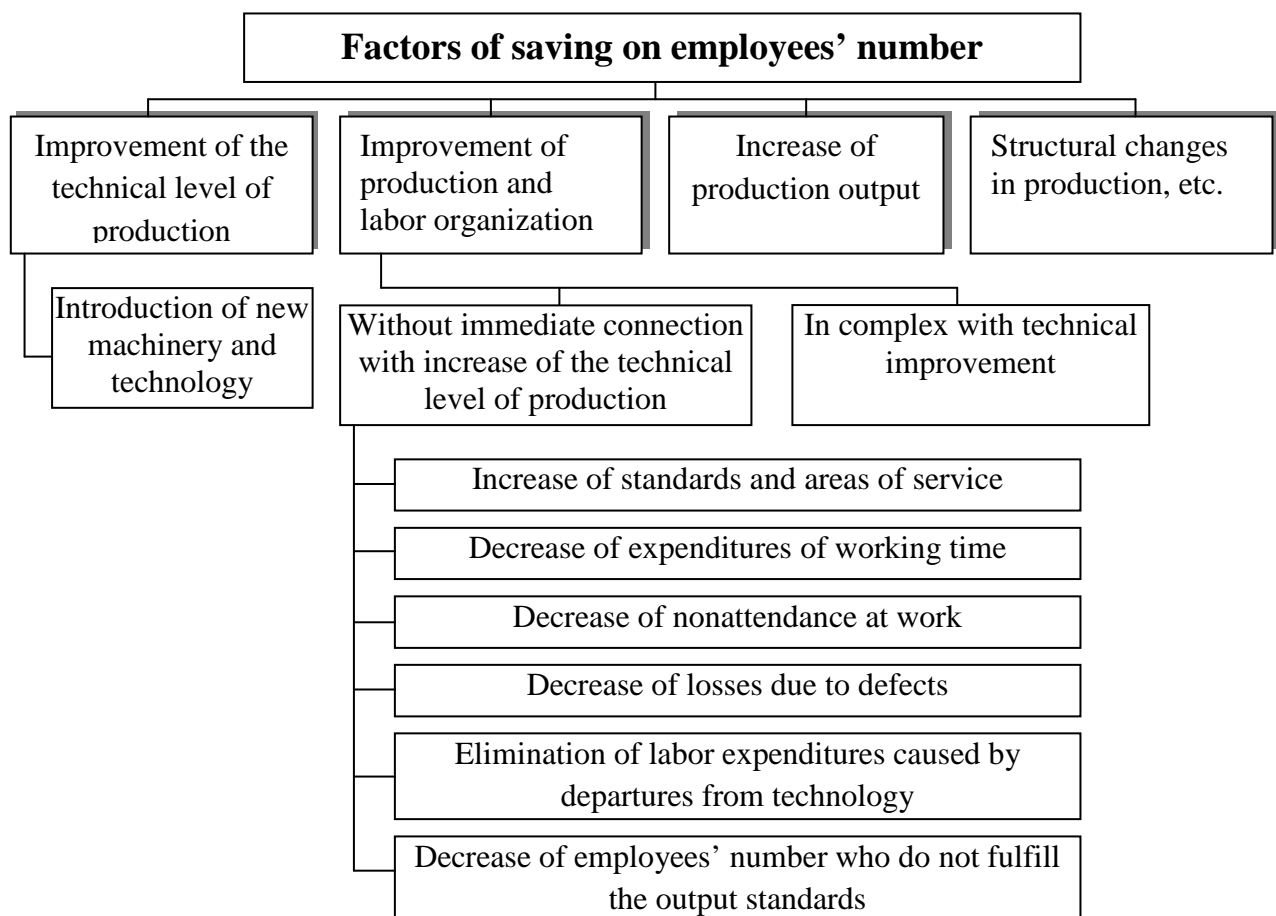 Factors of saving on employees’ number
Improvement of the
technical level of
production
Improvement of
production and
labor organization
Increase of
production output
Structural changes
in production, etc.
Introduction of new
machinery and
technology
Without immediate connection
with increase of the technical
level of production
In complex with technical
improvement
Increase of standards and areas of service
Decrease of expenditures of working time
Decrease of nonattendance at work
Decrease of losses due to defects
Elimination of labor expenditures caused by
departures from technology
Decrease of employees’ number who do not fulfill
the output standards